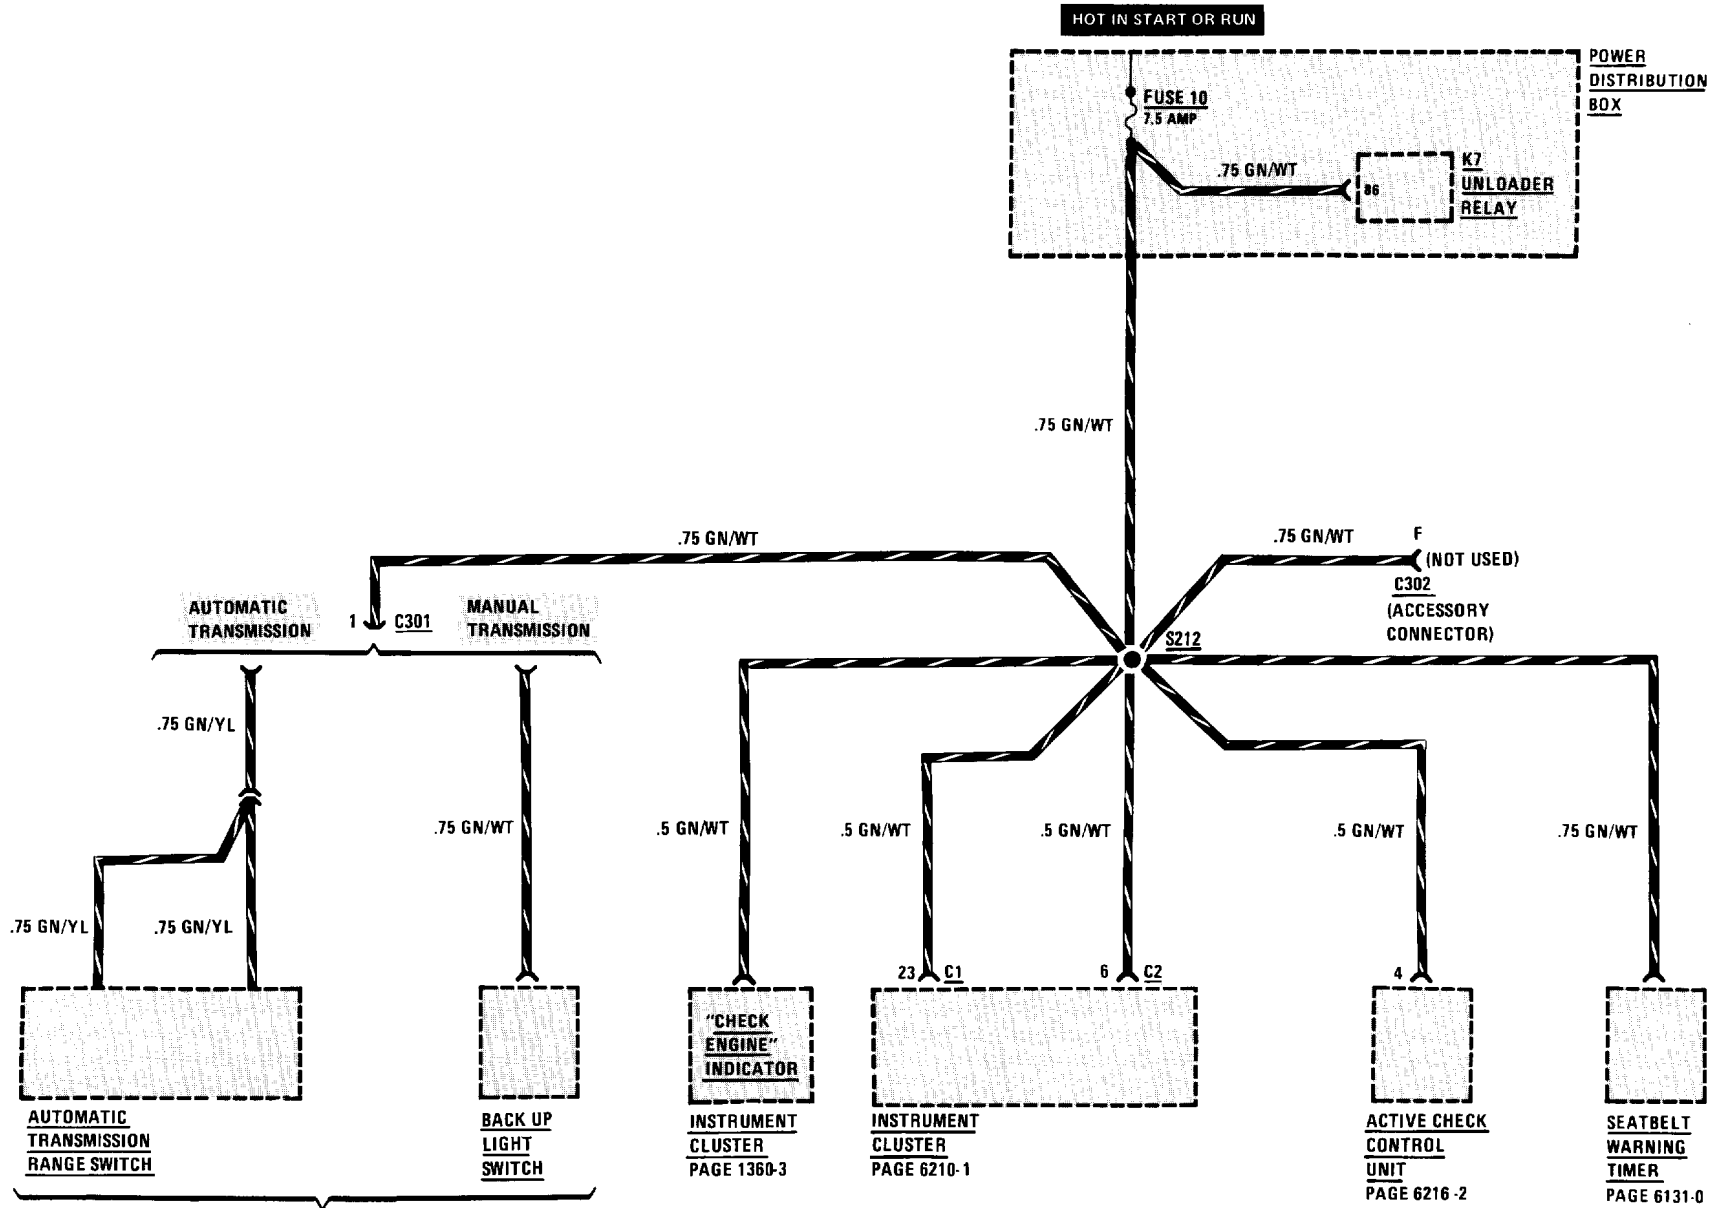 HOT IN START OR RUN
POWER
DISTRIBUTION
BOX
FUSE 10
7.5 AMP
.75 GN/WT
86
K7
UNLOADER
RELAY
.75 GN/WT
.75 GN/WT
.75 GN/WT
F
(NOT USED)
C302
(ACCESSORY
CONNECTOR)
S212
AUTOMATIC
TRANSMISSION
1
C301
MANUAL
TRANSMISSION
.75 GN/YL
.75 GN/WT
.5 GN/WT
.5 GN/WT
.5 GN/WT
.5 GN/WT
.75 GN/WT
.75 GN/YL
.75 GN/YL
23
C1
6
C2
4
"CHECK
ENGINE"
INDICATOR
AUTOMATIC
TRANSMISSION
RANGE SWITCH
BACK UP
LIGHT
SWITCH
INSTRUMENT
CLUSTER
PAGE 1360-3
INSTRUMENT
CLUSTER
PAGE 6210-1
ACTIVE CHECK
CONTROL
UNIT
PAGE 6216-2
SEATBELT
WARNING
TIMER
PAGE 6131-0